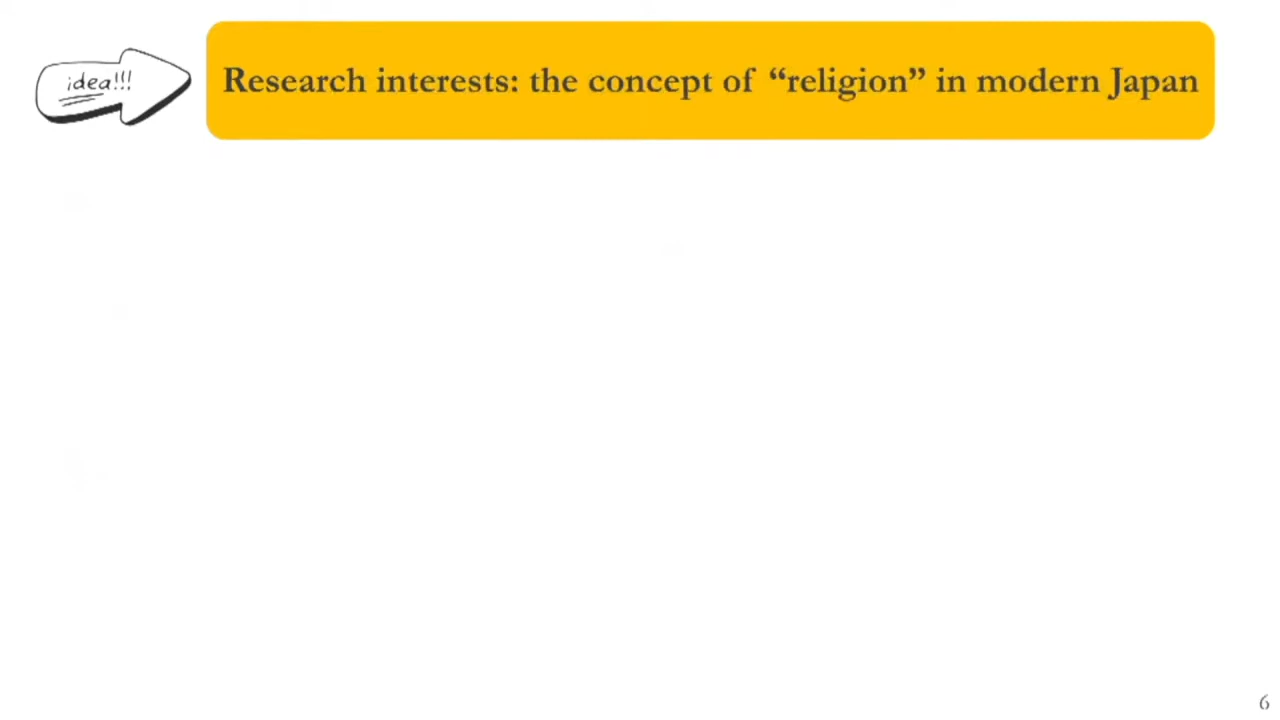 idea!!!
Research interests: the concept of “religion” in modern Japan
6